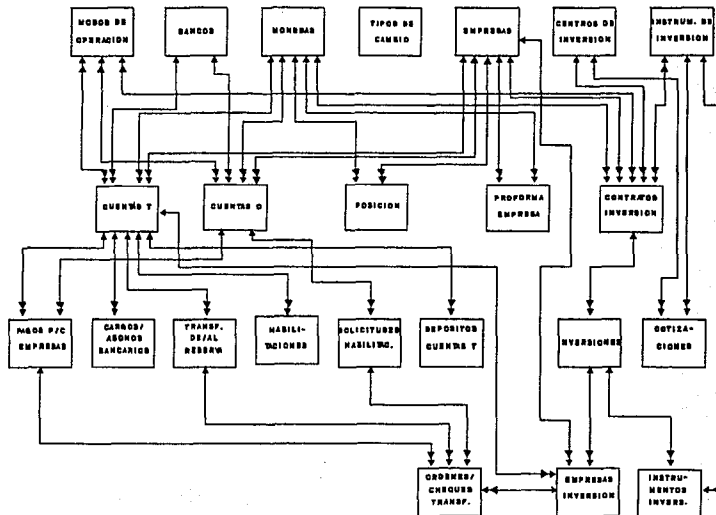 MODOS DE
OPERACION
BANCOS
MONEDAS
TIPOS DE
CAMBIO
EMPRESAS
CENTROS DE
INVERSION
INSTRUM. DE
INVERSION
CUENTAS T
CUENTAS O
POSICION
PROFORMA
EMPRESA
CONTRATOS
INVERSION
PAGOS P/C
EMPRESAS
CARGOS/
ABONOS
BANCARIOS
TRANSF.
DE/AL
RESERVA
HABILI-
TACIONES
SOLICITUDES
HABILITAC.
DEPOSITOS
CUENTAS T
INVERSIONES
COTIZA-
CIONES
ORDENES/
CHEQUES
TRANSF.
EMPRESAS
INVERSION
INSTRU-
MENTOS
INVERS.